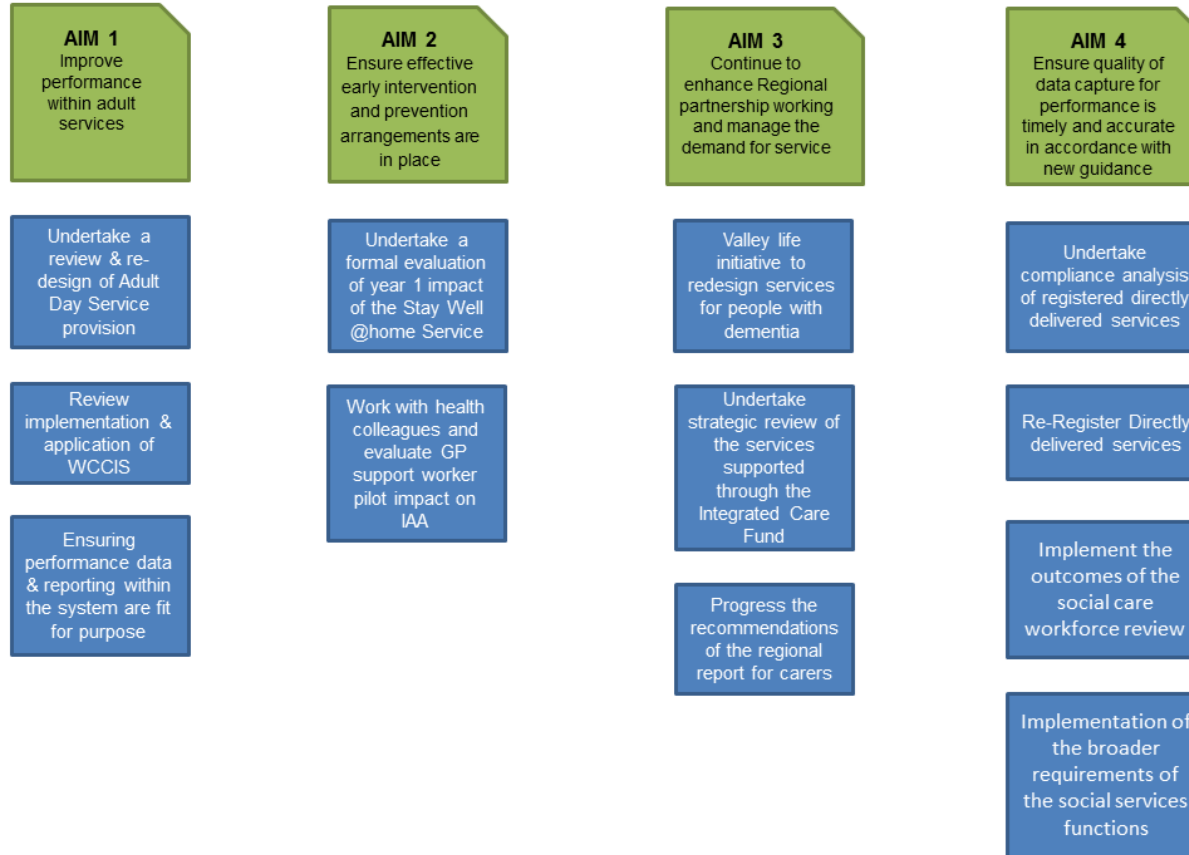 AIM 1
Improve
performance
within adult
services
Undertake a
review & re-
design of Adult
Day Service
provision
Review
implementation &
application of
WCCIS
Ensuring
performance data
& reporting within
the system are fit
for purpose
AIM 2
Ensure effective
early intervention
and prevention
arrangements are
in place
Undertake a
formal evaluation
of year 1 impact
of the Stay Well
@home Service
Work with health
colleagues and
evaluate GP
support worker
pilot impact on
IAA
AIM 3
Continue to
enhance Regional
partnership working
and manage the
demand for service
Valley life
initiative to
redesign services
for people with
dementia
Undertake
strategic review of
the services
supported
through the
Integrated Care
Fund
Progress the
recommendations
of the regional
report for carers
AIM 4
Ensure quality of
data capture for
performance is
timely and accurate
in accordance with
new guidance
Undertake
compliance analysis
of registered directly
delivered services
Re-Register Directly
delivered services
Implement the
outcomes of the
social care
workforce review
Implementation of
the broader
requirements of
the social services
functions